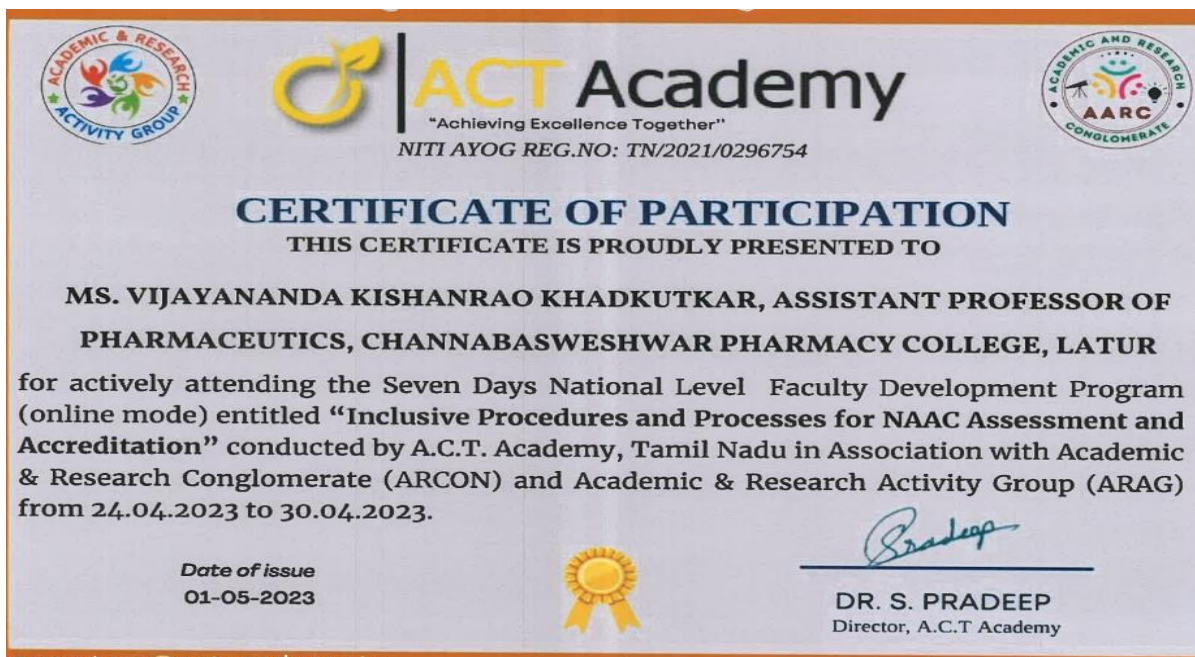 ACADEMIC & RESEARCH
ACTIVITY GROUP
ACT Academy
"Achieving Excellence Together"
NITI AYOG REG.NO: TN/2021/0296754
ACADEMIC AND RESEARCH
AARC
CONGLOMERATE
CERTIFICATE OF PARTICIPATION
THIS CERTIFICATE IS PROUDLY PRESENTED TO
MS. VIJAYANANDA KISHANRAO KHADKUTKAR, ASSISTANT PROFESSOR OF
PHARMACEUTICS, CHANNABASWESHWAR PHARMACY COLLEGE, LATUR
for actively attending the Seven Days National Level Faculty Development Program
(online mode) entitled “Inclusive Procedures and Processes for NAAC Assessment and
Accreditation” conducted by A.C.T. Academy, Tamil Nadu in Association with Academic
& Research Conglomerate (ARCON) and Academic & Research Activity Group (ARAG)
from 24.04.2023 to 30.04.2023.
Pradeep
Date of issue
01-05-2023
DR. S. PRADEEP
Director, A.C.T Academy